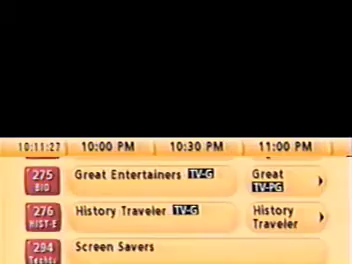 10:11:27 10:00 PM 10:30 PM 11:00 PM
275 Great Entertainers TV-G Great
BIO TV-PG
276 History Traveler TV-G History
HIST-E Traveler
294 Screen Savers
Techtv